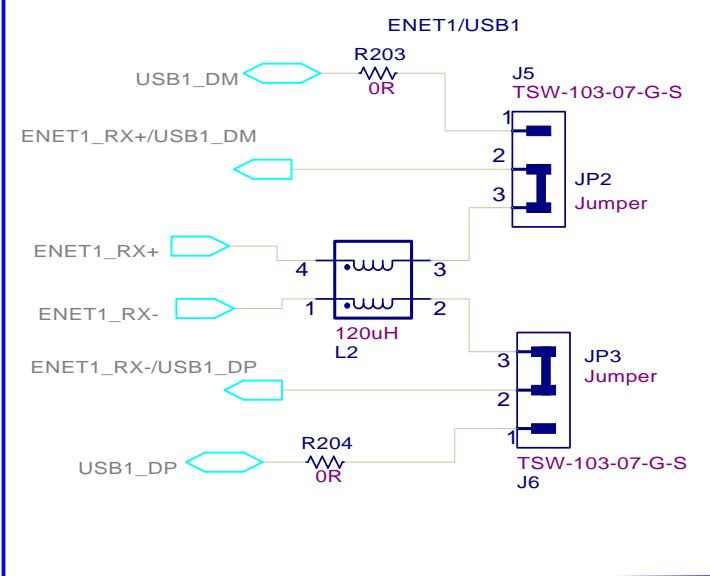 ENET1/USB1
R203
USB1_DM
0R
J5
TSW-103-07-G-S
1
ENET1_RX+/USB1_DM
2
JP2
3
Jumper
ENET1_RX+
4
3
ENET1_RX-
1
2
120uH
L2
ENET1_RX-/USB1_DP
3
JP3
Jumper
2
1
R204
USB1_DP
0R
TSW-103-07-G-S
J6